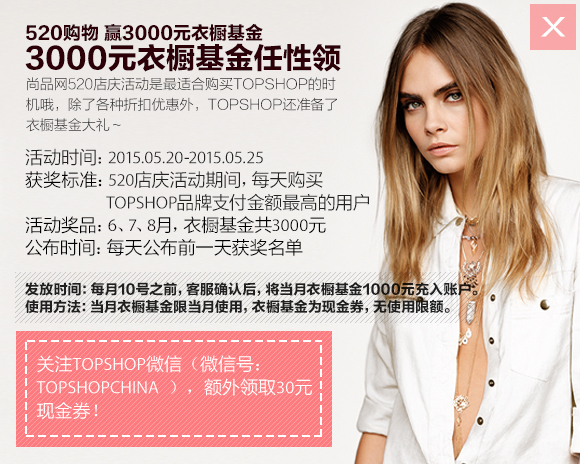 520购物 赢3000元衣橱基金
3000元衣橱基金任性领
尚品网520店庆活动是最适合购买TOPSHOP的时
机哦，除了各种折扣优惠外，TOPSHOP还准备了
衣橱基金大礼～
活动时间：2015.05.20-2015.05.25
获奖标准：520店庆活动期间，每天购买
TOPSHOP品牌支付金额最高的用户
活动奖品：6、7、8月，衣橱基金共3000元
公布时间：每天公布前一天获奖名单
发放时间：每月10号之前，客服确认后，将当月衣橱基金1000元充入账户。
使用方法：当月衣橱基金限当月使用，衣橱基金为现金券，无使用限额。
关注TOPSHOP微信（微信号：
TOPSHOPCHINA ），额外领取30元
现金券！